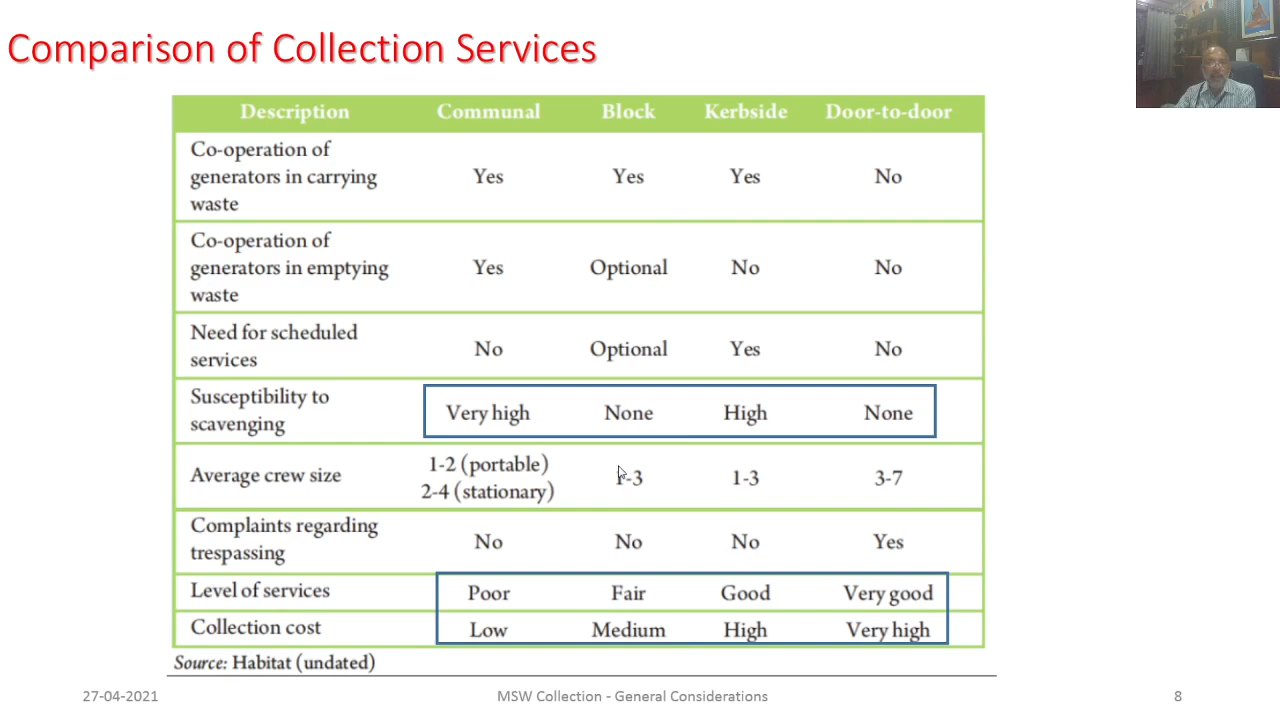 Comparison of Collection Services
Description Communal Block Kerbside Door-to-door
Co-operation of
generators in carrying
waste
Yes Yes Yes No
Co-operation of
generators in emptying
waste
Yes Optional No No
Need for scheduled
services
No Optional Yes No
Susceptibility to
scavenging
Very high None High None
Average crew size
1-2 (portable)
2-4 (stationary)
1-3 1-3 3-7
Complaints regarding
trespassing
No No No Yes
Level of services Poor Fair Good Very good
Collection cost Low Medium High Very high
Source: Habitat (undated)
27-04-2021 MSW Collection - General Considerations 8